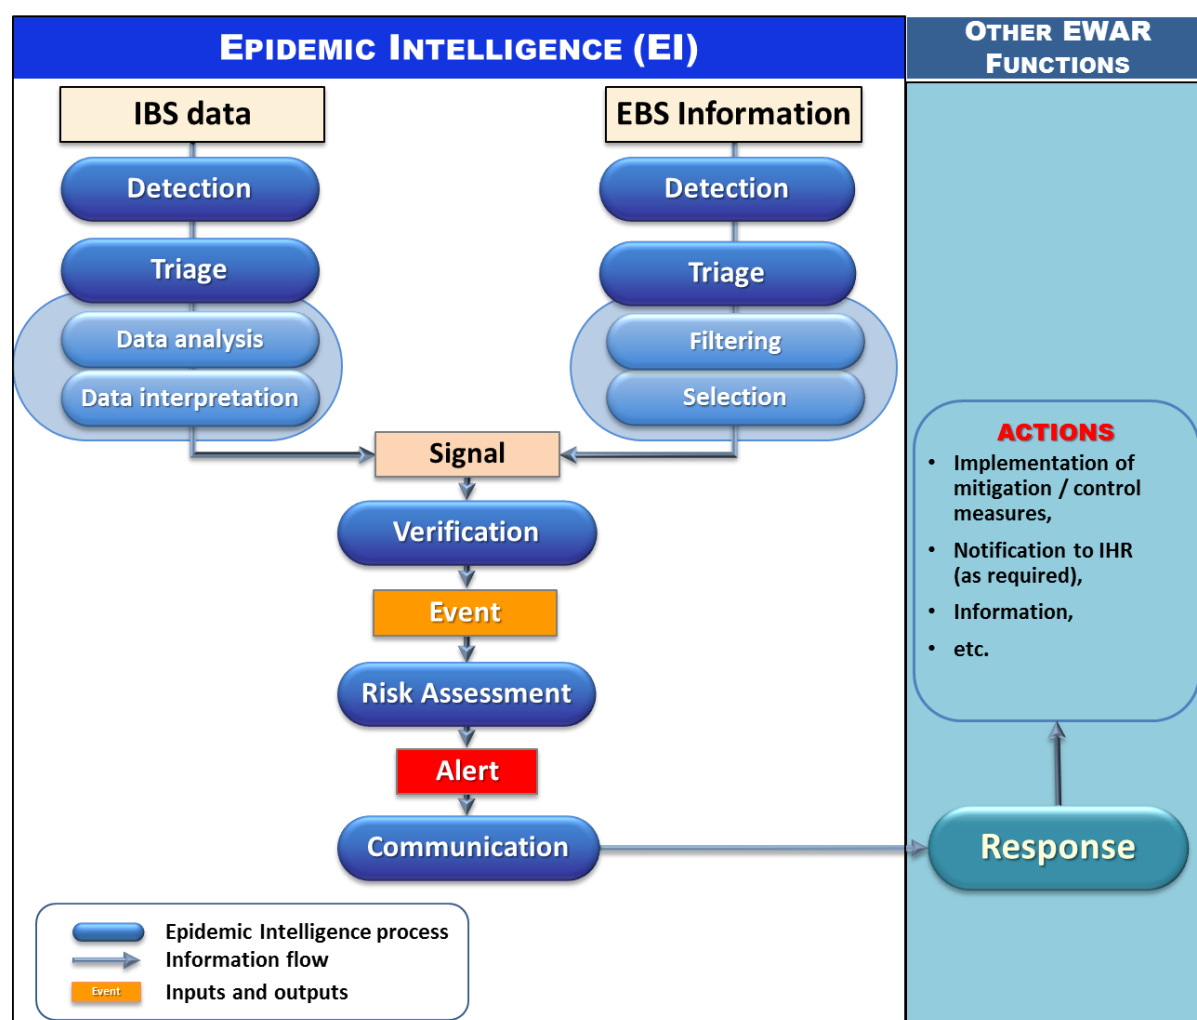 EPIDEMIC INTELLIGENCE (EI)
OTHER EWAR
FUNCTIONS
IBS data
EBS Information
Detection
Detection
Triage
Triage
Data analysis
Filtering
Data interpretation
Selection
Signal
Verification
Event
Risk Assessment
Alert
Communication
Response
ACTIONS
• Implementation of
mitigation / control
measures,
• Notification to IHR
(as required),
• Information,
• etc.
Epidemic Intelligence process
Information flow
Event
Inputs and outputs